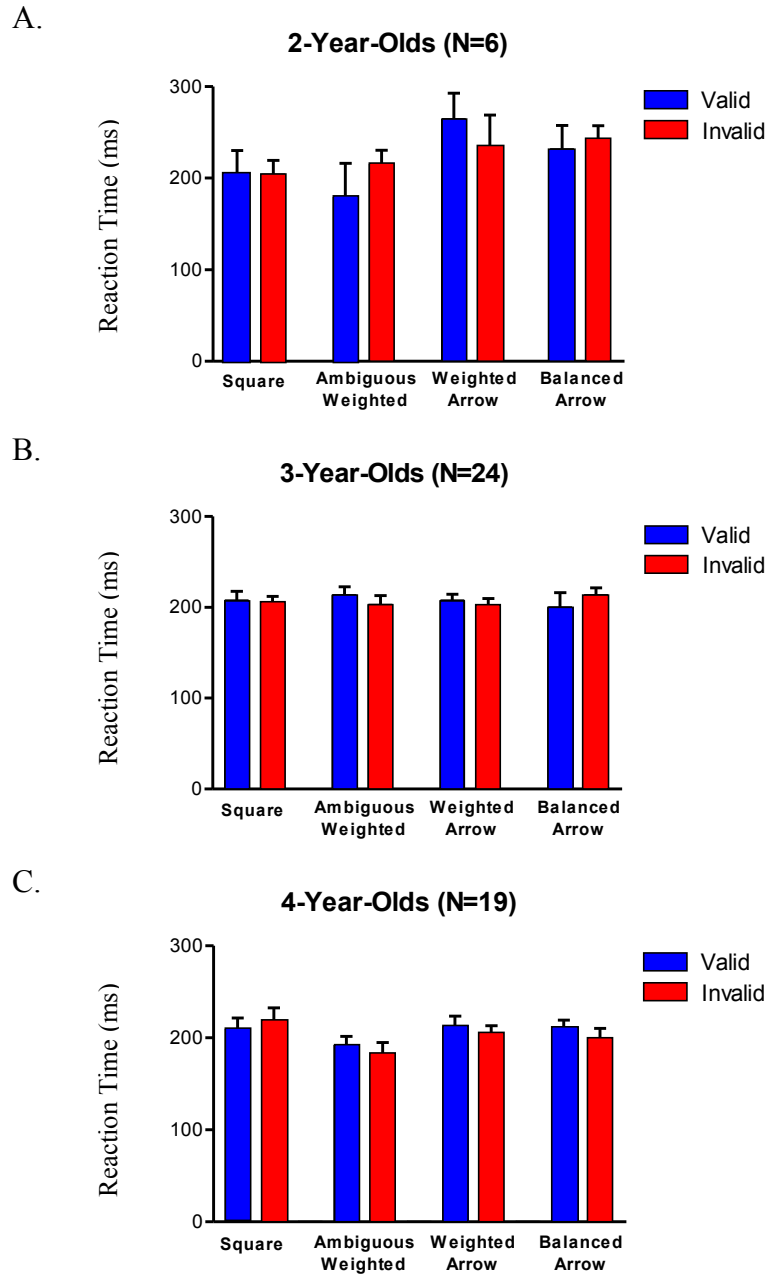 A.
2-Year-Olds (N=6)
Reaction Time (ms)
300
200
100
0
Valid
Invalid
Square
Ambiguous Weighted
Weighted Arrow
Balanced Arrow
B.
3-Year-Olds (N=24)
Reaction Time (ms)
300
200
100
0
Valid
Invalid
Square
Ambiguous Weighted
Weighted Arrow
Balanced Arrow
C.
4-Year-Olds (N=19)
Reaction Time (ms)
300
200
100
0
Valid
Invalid
Square
Ambiguous Weighted
Weighted Arrow
Balanced Arrow